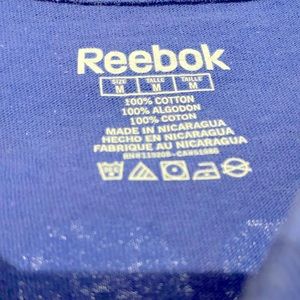 Reebok
SIZE TALLE TAILLE
M M M
100% COTTON
100% ALGODON
100% COTON
MADE IN NICARAGUA
HECHO EN NICARAGUA
FABRIQUE AU NICARAGUA